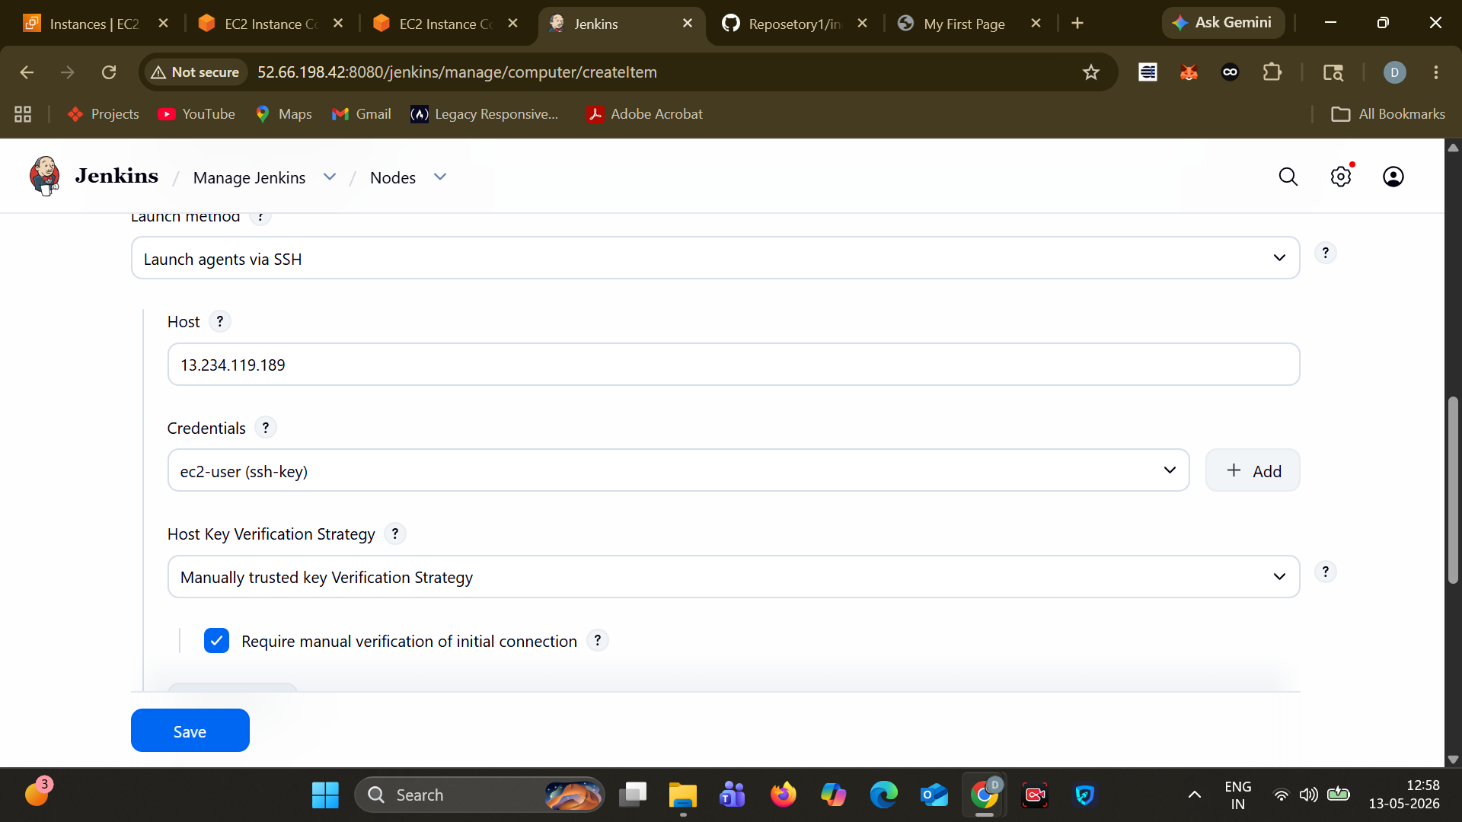 Instances | EC2
EC2 Instance Co
EC2 Instance Co
Jenkins
Reposetory1/in
My First Page
Ask Gemini
Not secure
52.66.198.42:8080/jenkins/manage/computer/createItem
D
Projects
YouTube
Maps
Gmail
Legacy Responsive...
Adobe Acrobat
All Bookmarks
Jenkins / Manage Jenkins / Nodes
Launch method ?
Launch agents via SSH
?
Host ?
13.234.119.189
Credentials ?
ec2-user (ssh-key)
+ Add
Host Key Verification Strategy ?
Manually trusted key Verification Strategy
?
Require manual verification of initial connection ?
Save
3
Search
D
ENG
IN
12:58
13-05-2026